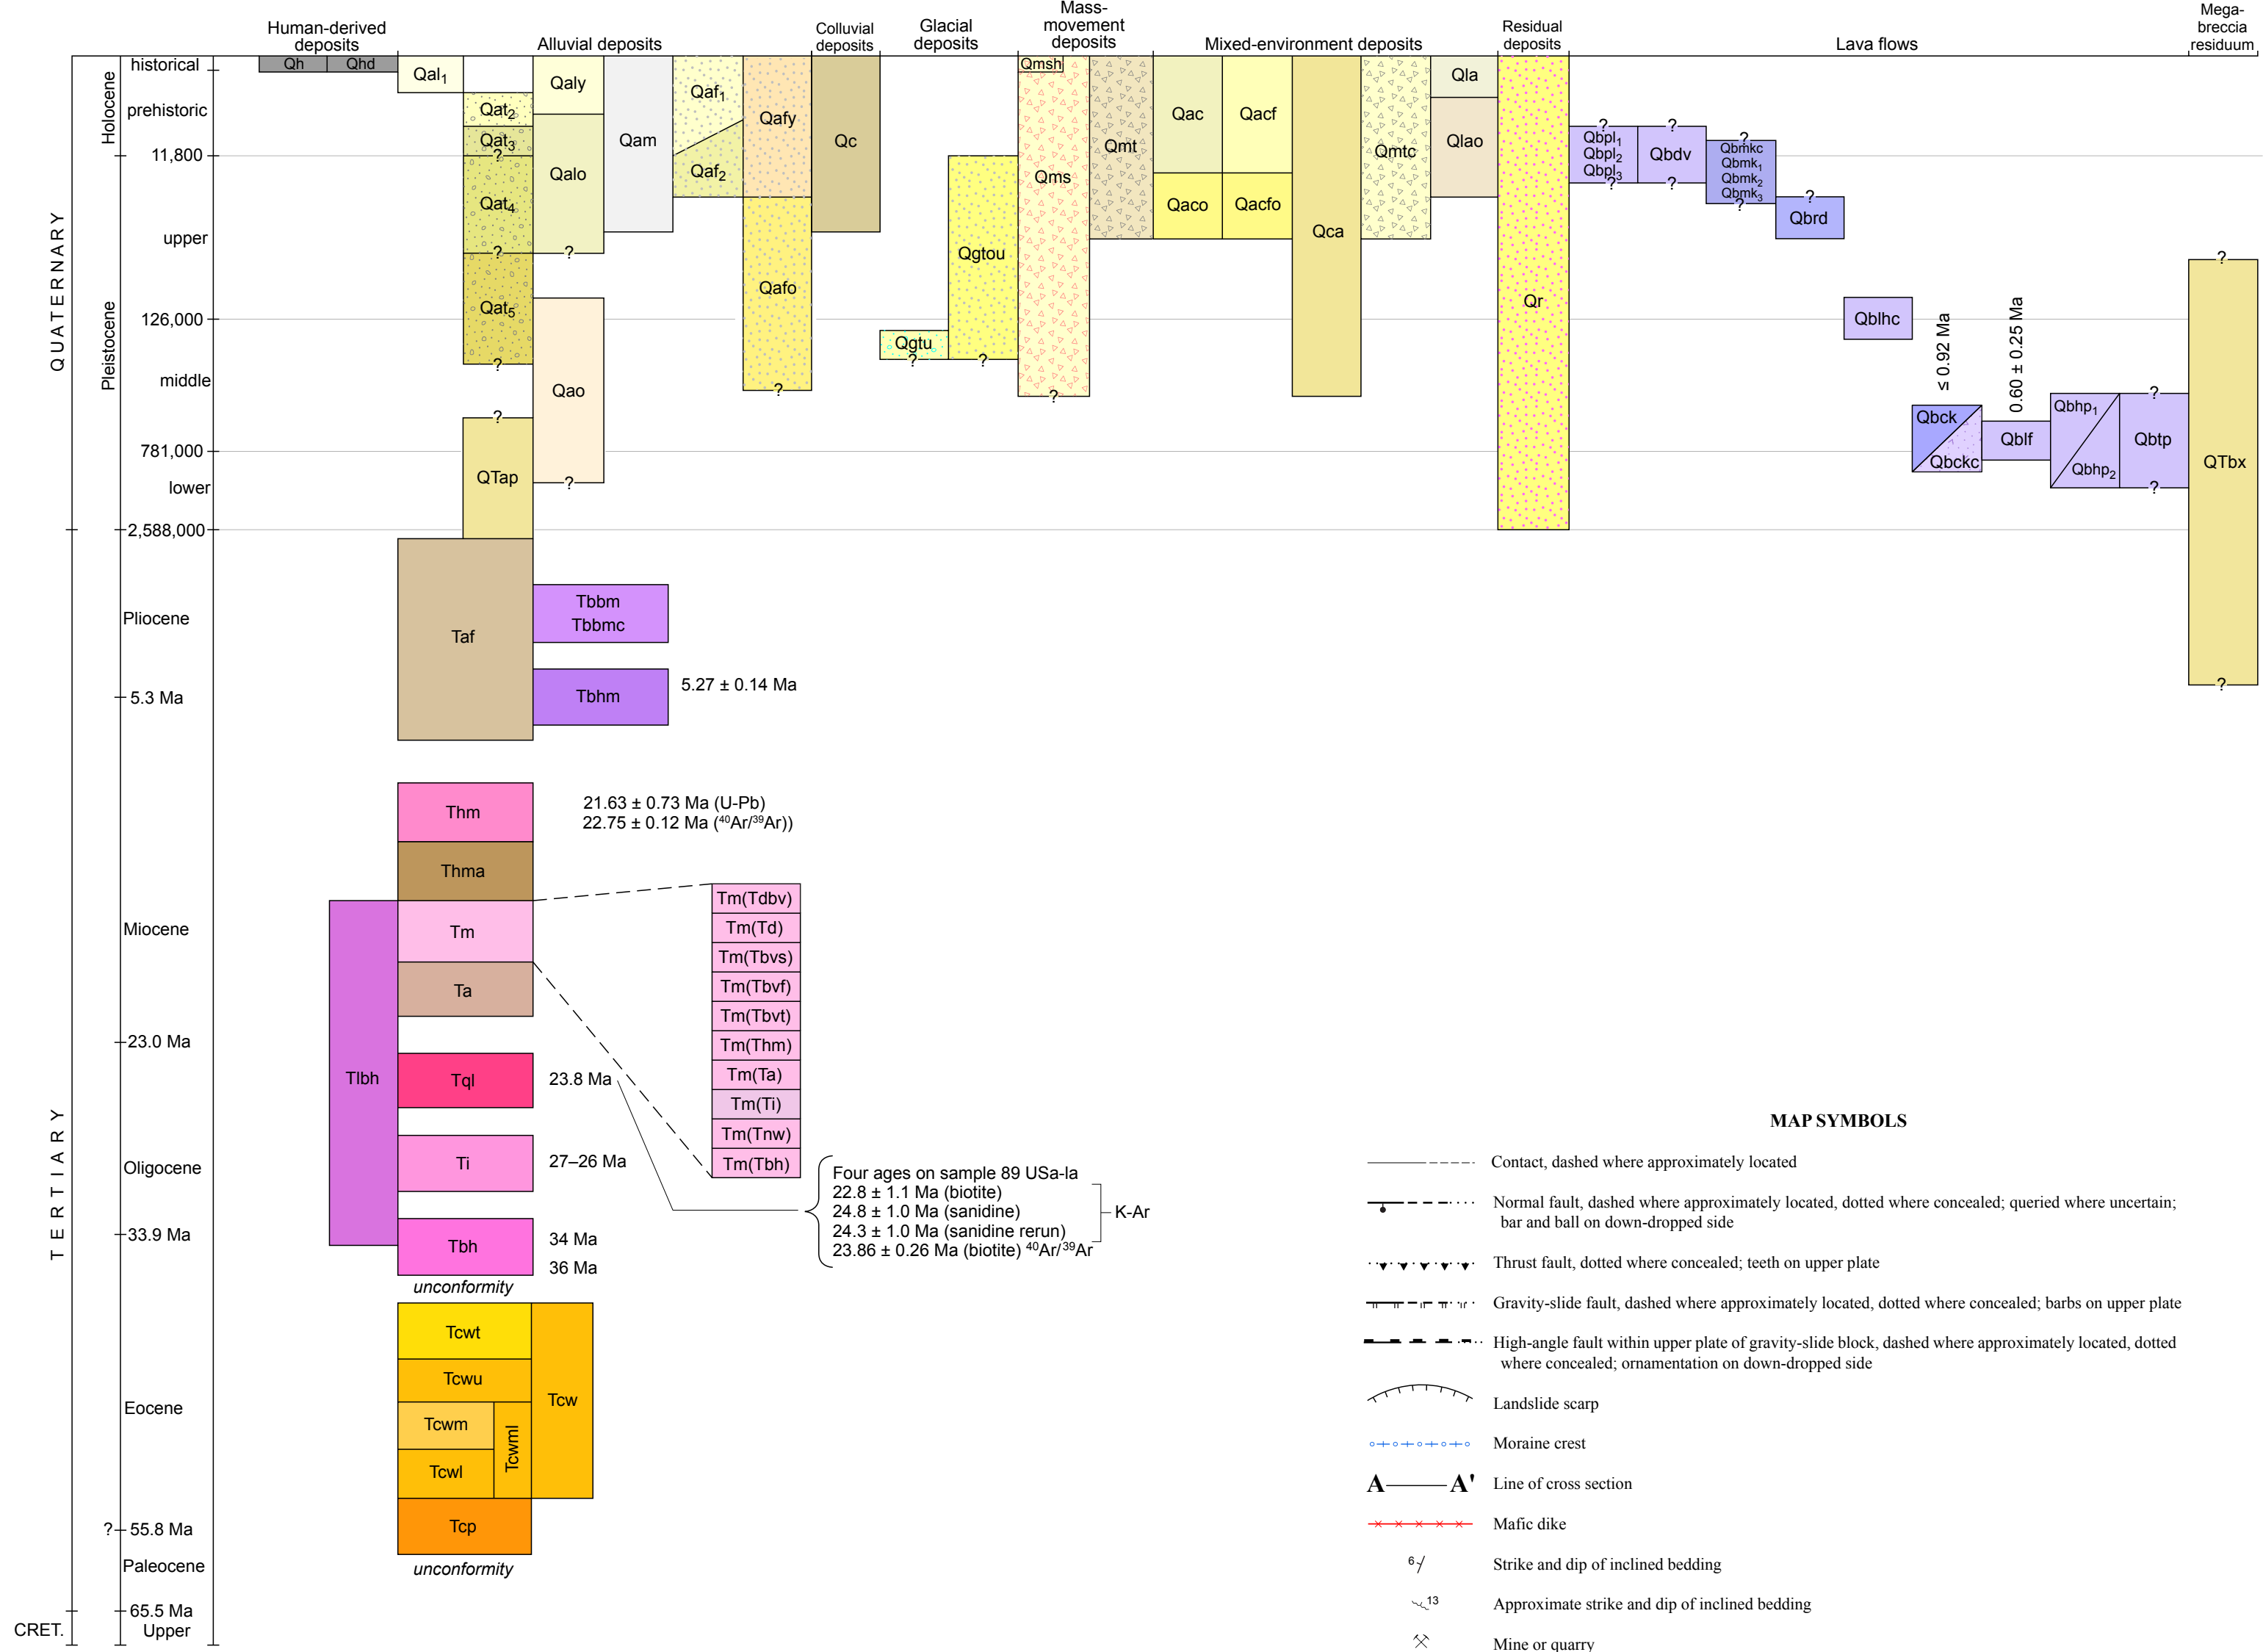 Human-derived
deposits
Alluvial deposits
Colluvial
deposits
Glacial
deposits
Mass-
movement
deposits
Mixed-environment deposits
Residual
deposits
Lava flows
Mega-
breccia
residuum
QUATERNARY
TERTIARY
CRET.
Holocene
Pleistocene
historical
prehistoric
11,800
upper
126,000
middle
781,000
lower
2,588,000
Pliocene
5.3 Ma
Miocene
23.0 Ma
Oligocene
33.9 Ma
Eocene
? 55.8 Ma
Paleocene
65.5 Ma
Upper
Qh
Qhd
Qal1
Qat2
Qat3
?
Qat4
?
Qat5
?
?
QTap
Qaly
Qalo
?
Qao
?
Qam
Qaf1
Qaf2
Qafy
Qafo
?
Qc
Qgtu
?
Qgtou
?
Qmsh
Qms
?
Qmt
Qac
Qaco
Qacf
Qacfo
Qca
Qmtc
Qla
Qlao
Qr
?
Qbpl1
Qbpl2
Qbpl3
?
?
Qbdv
?
?
Qbmkc
Qbmk1
Qbmk2
Qbmk3
?
?
Qbrd
Qblhc
≤ 0.92 Ma
Qbck
Qbckc
0.60 ± 0.25 Ma
Qblf
Qbhp1
Qbhp2
?
Qbtp
?
?
QTbx
?
Taf
Tbbm
Tbbmc
Tbhm
5.27 ± 0.14 Ma
Thm
21.63 ± 0.73 Ma (U-Pb)
22.75 ± 0.12 Ma (40Ar/39Ar))
Thma
Tm
Ta
Tlbh
Tql
23.8 Ma
Ti
27–26 Ma
Tbh
34 Ma
36 Ma
unconformity
Tm(Tdbv)
Tm(Td)
Tm(Tbvs)
Tm(Tbvf)
Tm(Tbvt)
Tm(Thm)
Tm(Ta)
Tm(Ti)
Tm(Tnw)
Tm(Tbh)
Four ages on sample 89 USa-la
22.8 ± 1.1 Ma (biotite)
24.8 ± 1.0 Ma (sanidine)
24.3 ± 1.0 Ma (sanidine rerun)
23.86 ± 0.26 Ma (biotite) 40Ar/39Ar
K-Ar
Tcwt
Tcwu
Tcwm
Tcwl
Tcwml
Tcw
Tcp
unconformity
MAP SYMBOLS
Contact, dashed where approximately located
Normal fault, dashed where approximately located, dotted where concealed; queried where uncertain;
bar and ball on down-dropped side
Thrust fault, dotted where concealed; teeth on upper plate
Gravity-slide fault, dashed where approximately located, dotted where concealed; barbs on upper plate
High-angle fault within upper plate of gravity-slide block, dashed where approximately located, dotted
where concealed; ornamentation on down-dropped side
Landslide scarp
Moraine crest
A A' Line of cross section
Mafic dike
6 Strike and dip of inclined bedding
13 Approximate strike and dip of inclined bedding
Mine or quarry